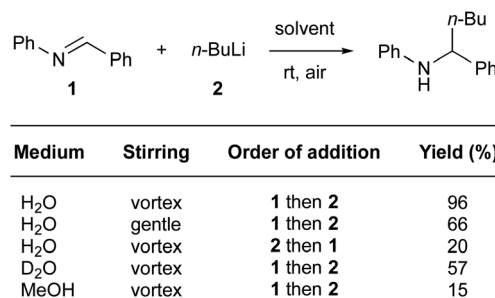 n-Bu
Ph N Ph + n-BuLi solvent Ph N H Ph
rt, air
1 2
Medium Stirring Order of addition Yield (%)
H₂O vortex 1 then 2 96
H₂O gentle 1 then 2 66
H₂O vortex 2 then 1 20
D₂O vortex 1 then 2 57
MeOH vortex 1 then 2 15